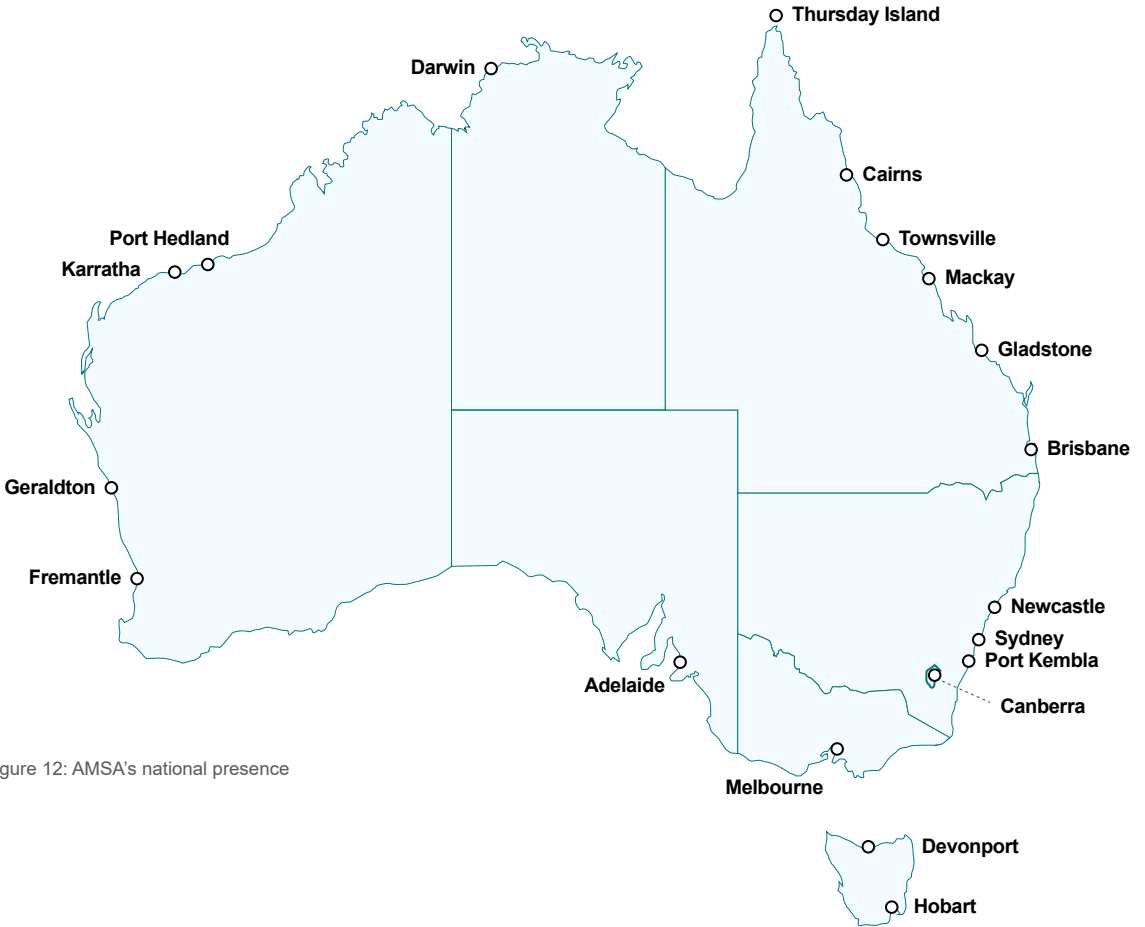 Thursday Island
Darwin
Cairns
Port Hedland
Townsville
Karratha
Mackay
Gladstone
Brisbane
Geraldton
Fremantle
Newcastle
Sydney
Port Kembla
Adelaide
Canberra
gure 12: AMSA’s national presence
Melbourne
Devonport
Hobart